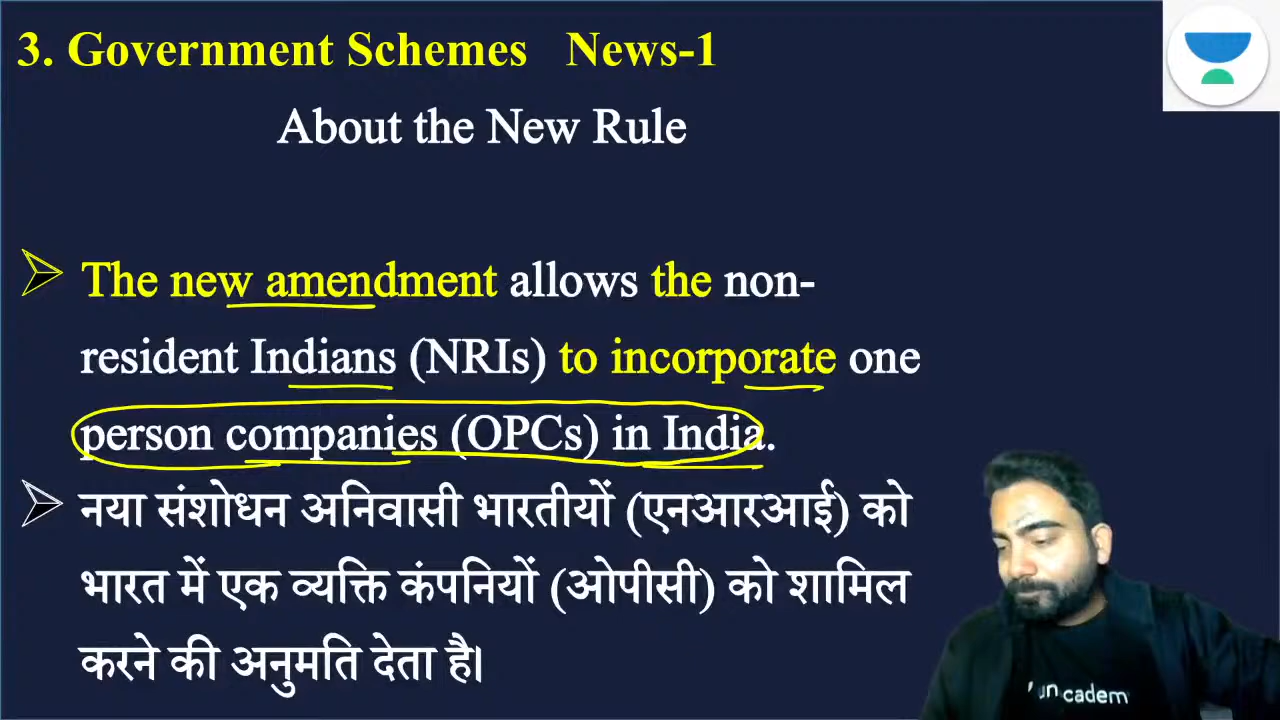 3. Government Schemes News-1
About the New Rule
The new amendment allows the non-
resident Indians (NRIs) to incorporate one
person companies (OPCs) in India.
नया संशोधन अनिवासी भारतीयों (एनआरआई) को
भारत में एक व्यक्ति कंपनियों (ओपीसी) को शामिल
करने की अनुमति देता है।